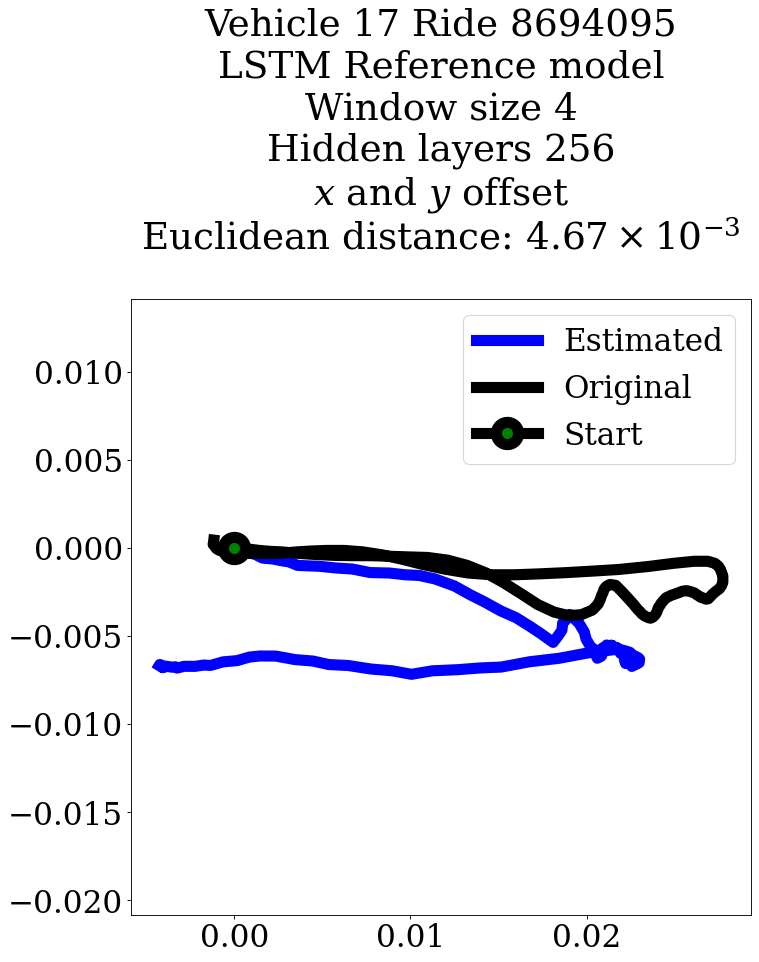 Vehicle 17 Ride 8694095
LSTM Reference model
Window size 4
Hidden layers 256
x and y offset
Euclidean distance: 4.67 × 10⁻³
Estimated
Original
Start
0.010
0.005
0.000
−0.005
−0.010
−0.015
−0.020
0.00 0.01 0.02